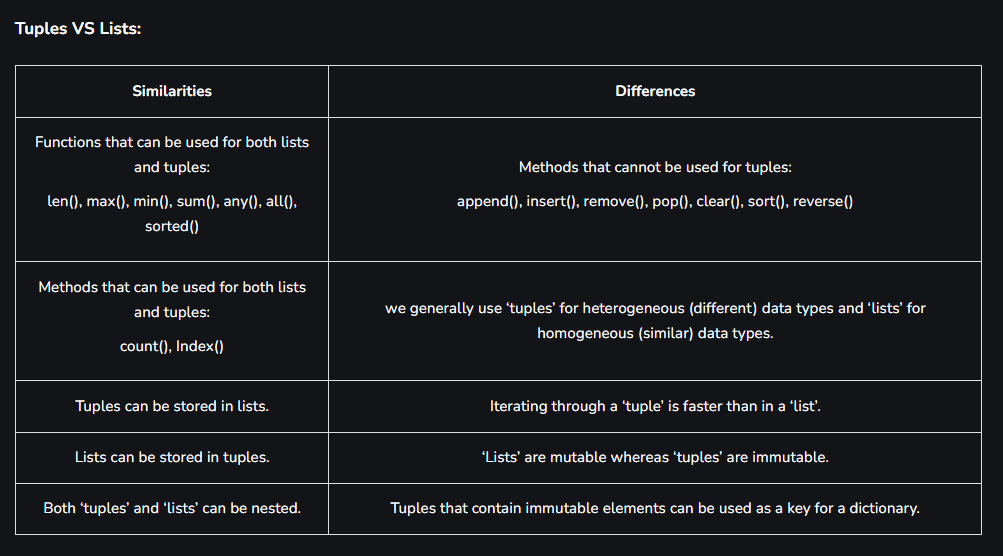 Tuples VS Lists:
Similarities
Differences
Functions that can be used for both lists
and tuples:
len(), max(), min(), sum(), any(), all(),
sorted()
Methods that cannot be used for tuples:
append(), insert(), remove(), pop(), clear(), sort(), reverse()
Methods that can be used for both lists
and tuples:
count(), Index()
we generally use ‘tuples’ for heterogeneous (different) data types and ‘lists’ for
homogeneous (similar) data types.
Tuples can be stored in lists.
Iterating through a ‘tuple’ is faster than in a ‘list’.
Lists can be stored in tuples.
‘Lists’ are mutable whereas ‘tuples’ are immutable.
Both ‘tuples’ and ‘lists’ can be nested.
Tuples that contain immutable elements can be used as a key for a dictionary.